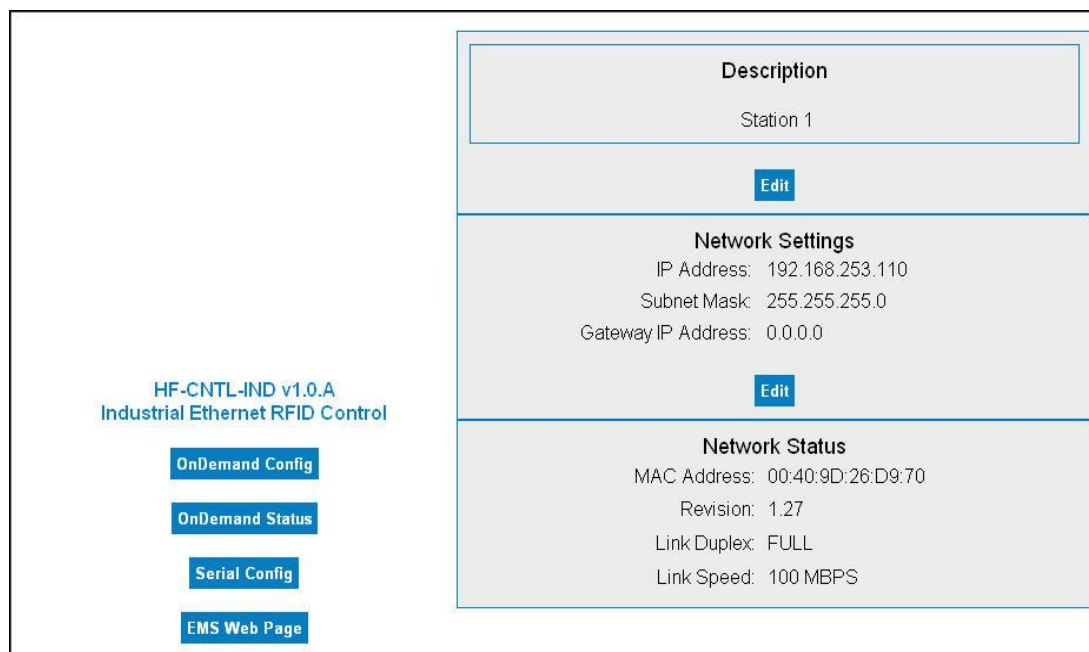 Description
Station 1
Edit
Network Settings
IP Address: 192.168.253.110
Subnet Mask: 255.255.255.0
Gateway IP Address: 0.0.0.0
Edit
Network Status
MAC Address: 00:40:9D:26:D9:70
Revision: 1.27
Link Duplex: FULL
Link Speed: 100 MBPS
HF-CNTL-IND v1.0.A
Industrial Ethernet RFID Control
OnDemand Config
OnDemand Status
Serial Config
EMS Web Page